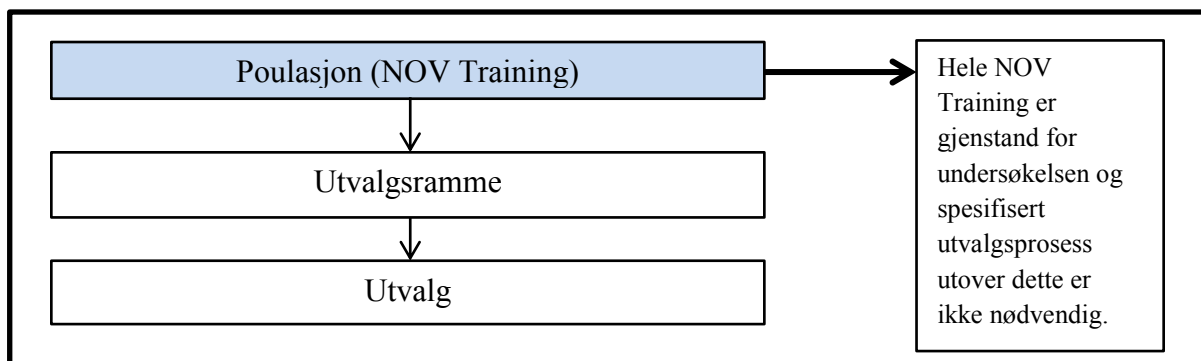 Poulasjon (NOV Training)
Utvalgsramme
Utvalg
Hele NOV
Training er
gjenstand for
undersøkelsen og
spesifisert
utvalgsprosess
utover dette er
ikke nødvendig.